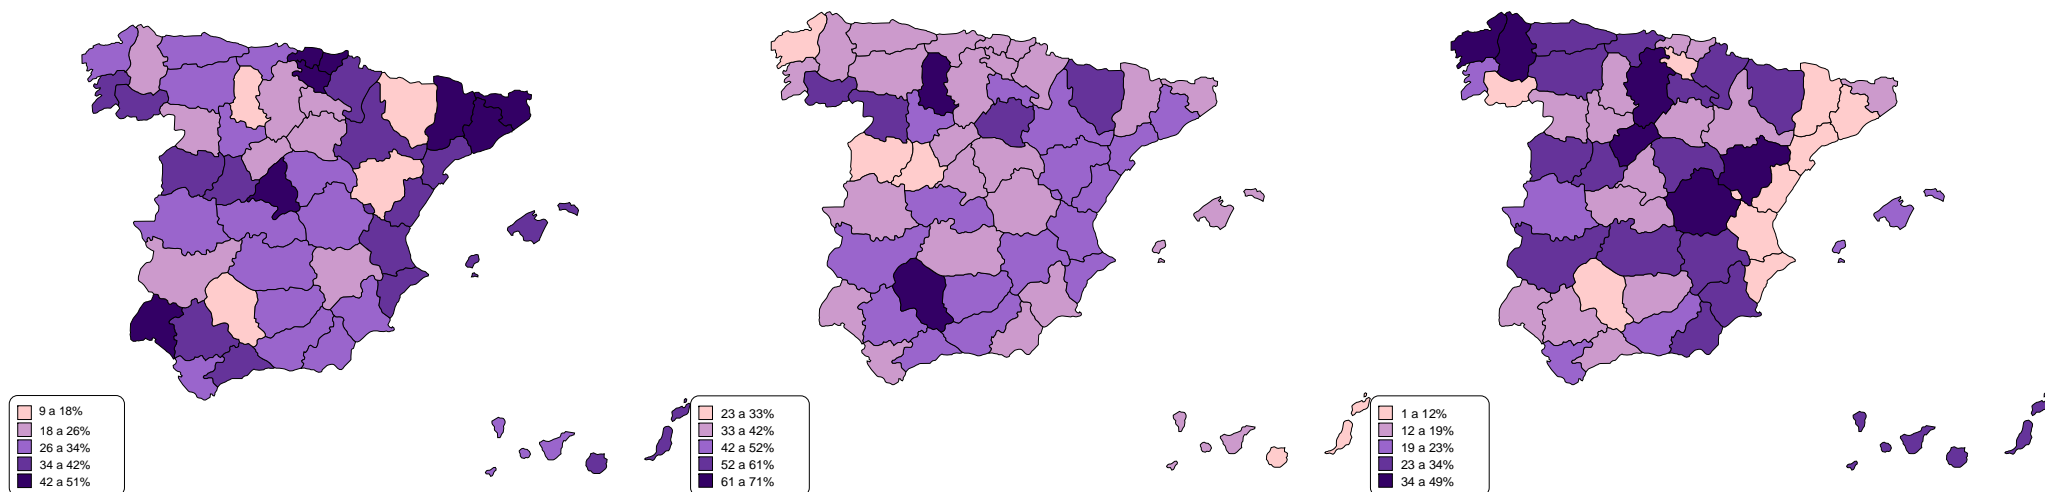 9 a 18%
18 a 26%
26 a 34%
34 a 42%
42 a 51%
23 a 33%
33 a 42%
42 a 52%
52 a 61%
61 a 71%
1 a 12%
12 a 19%
19 a 23%
23 a 34%
34 a 49%